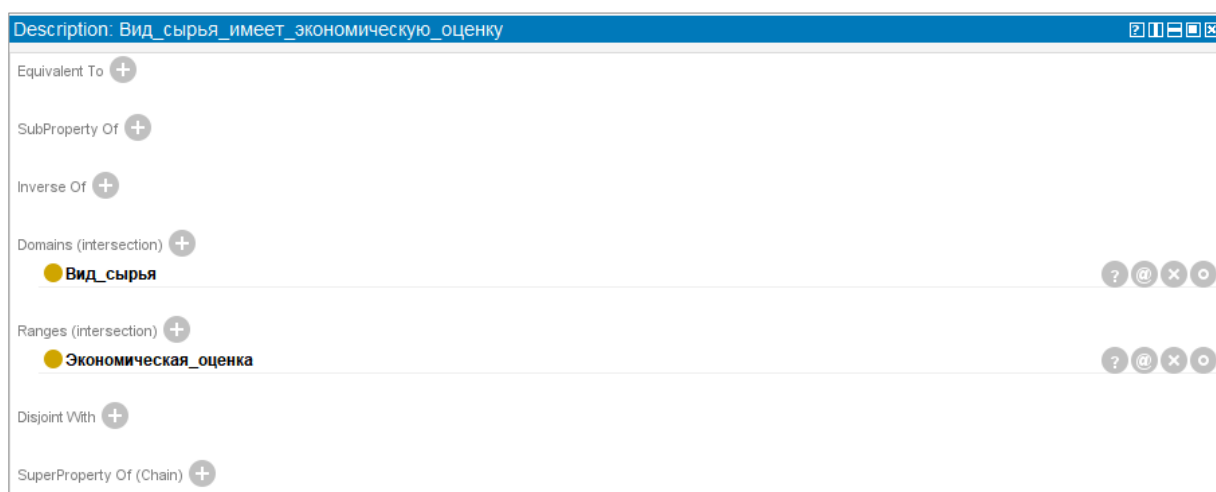 Description: Вид_сырья_имеет_экономическую_оценку
Equivalent To
SubProperty Of
Inverse Of
Domains (intersection)
Вид_сырья
Ranges (intersection)
Экономическая_оценка
Disjoint With
SuperProperty Of (Chain)